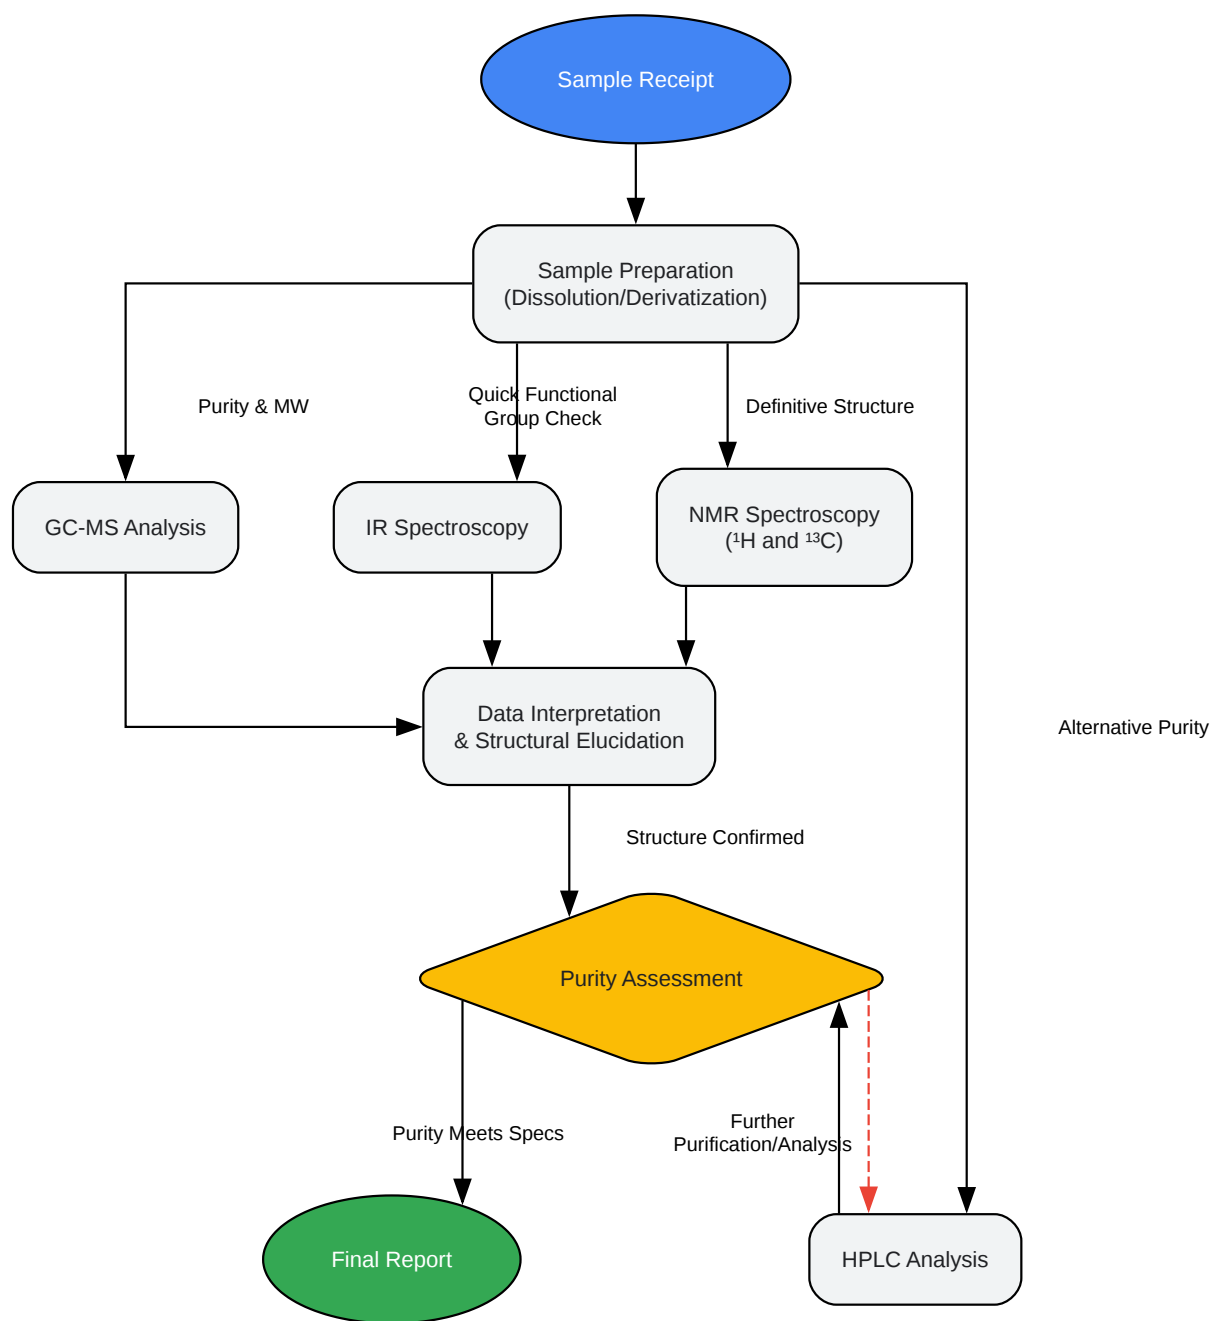 Sample Receipt
Sample Preparation
(Dissolution/Derivatization)
Purity & MW
Quick Functional
Group Check
Definitive Structure
GC-MS Analysis
IR Spectroscopy
NMR Spectroscopy
(¹H and ¹³C)
Data Interpretation
& Structural Elucidation
Alternative Purity
Structure Confirmed
Purity Assessment
Purity Meets Specs
Further
Purification/Analysis
Final Report
HPLC Analysis